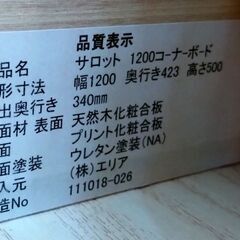 品質表示
品名 サロット 1200コーナーボード
形寸法 幅1200 奥行き423 高さ500
出奥行き 340mm
面材 表面 天然木化粧合板
面 プリント化粧合板
面塗装 ウレタン塗装(NA)
入元 (株)エリア
造No 111018-026